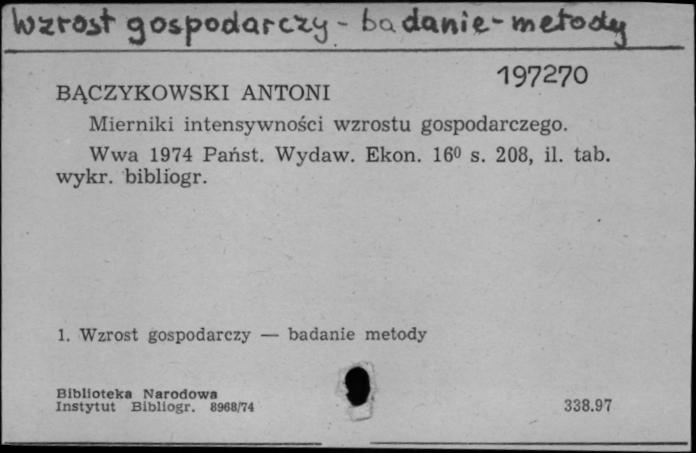 Wzrost gospodarczy - badanie - metody
197270
BĄCZYKOWSKI ANTONI
Mierniki intensywności wzrostu gospodarczego.
Wwa 1974 Państ. Wydaw. Ekon. 16⁰ s. 208, il. tab.
wykr. bibliogr.
1. Wzrost gospodarczy — badanie metody
Biblioteka Narodowa
Instytut Bibliogr. 8968/74
338.97